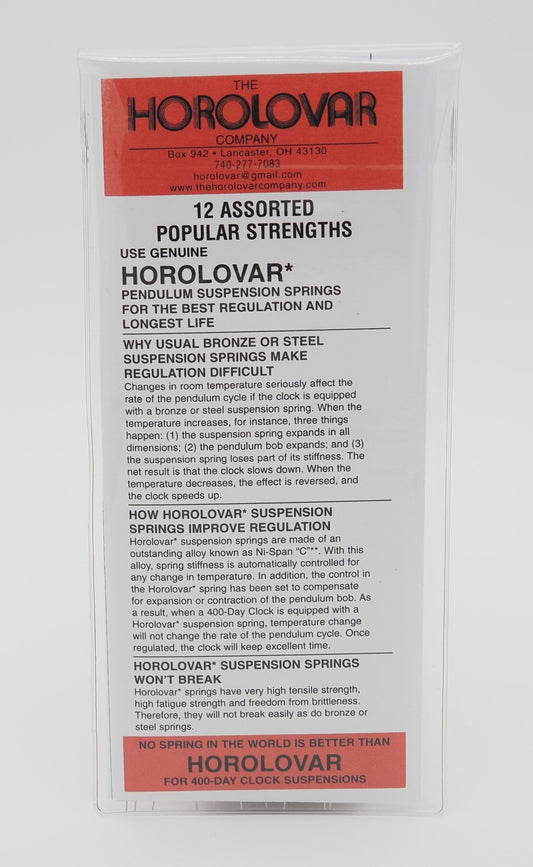 THE
HOROLOVAR
COMPANY
Box 942 • Lancaster, OH 43130
740-277-7083
horolovar@gmail.com
www.thehorolovarcompany.com
12 ASSORTED
POPULAR STRENGTHS
USE GENUINE
HOROLOVAR*
PENDULUM SUSPENSION SPRINGS
FOR THE BEST REGULATION AND
LONGEST LIFE
WHY USUAL BRONZE OR STEEL
SUSPENSION SPRINGS MAKE
REGULATION DIFFICULT
Changes in room temperature seriously affect the
rate of the pendulum cycle if the clock is equipped
with a bronze or steel suspension spring. When the
temperature increases, for instance, three things
happen: (1) the suspension spring expands in all
dimensions; (2) the pendulum bob expands; and (3)
the suspension spring loses part of its stiffness. The
net result is that the clock slows down. When the
temperature decreases, the effect is reversed, and
the clock speeds up.
HOW HOROLOVAR* SUSPENSION
SPRINGS IMPROVE REGULATION
Horolovar* suspension springs are made of an
outstanding alloy known as Ni-Span "C"**. With this
alloy, spring stiffness is automatically controlled for
any change in temperature. In addition, the control in
the Horolovar* spring has been set to compensate
for expansion or contraction of the pendulum bob. As
a result, when a 400-Day Clock is equipped with a
Horolovar* suspension spring, temperature change
will not change the rate of the pendulum cycle. Once
regulated, the clock will keep excellent time.
HOROLOVAR* SUSPENSION SPRINGS
WON'T BREAK
Horolovar* springs have very high tensile strength,
high fatigue strength and freedom from brittleness.
Therefore, they will not break easily as do bronze or
steel springs.
NO SPRING IN THE WORLD IS BETTER THAN
HOROLOVAR
FOR 400-DAY CLOCK SUSPENSIONS